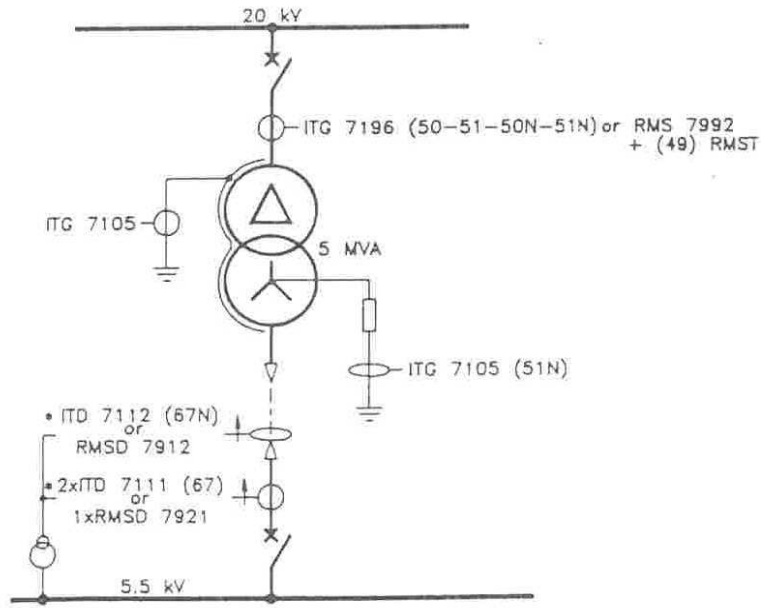 20 kV
ITG 7196 (50-51-50N-51N) or RMS 7992
+ (49) RMST
ITG 7105
5 MVA
ITG 7105 (51N)
• ITD 7112 (67N)
or
RMSD 7912
• 2xITD 7111 (67)
or
1xRMSD 7921
5.5 kV